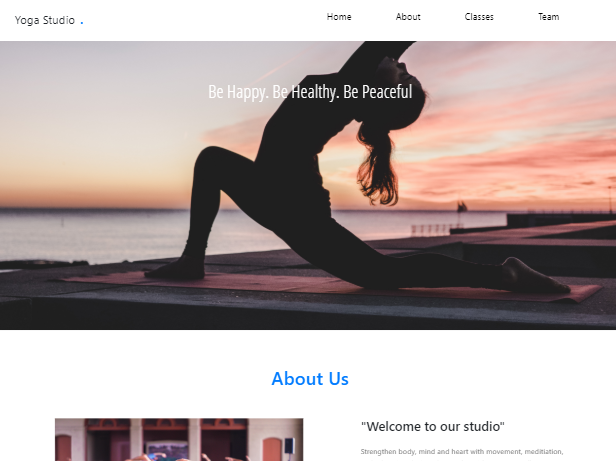 Yoga Studio .
Home About Classes Team
Be Happy. Be Healthy. Be Peaceful
About Us
"Welcome to our studio"
Strengthen body, mind and heart with movement, meditiation,